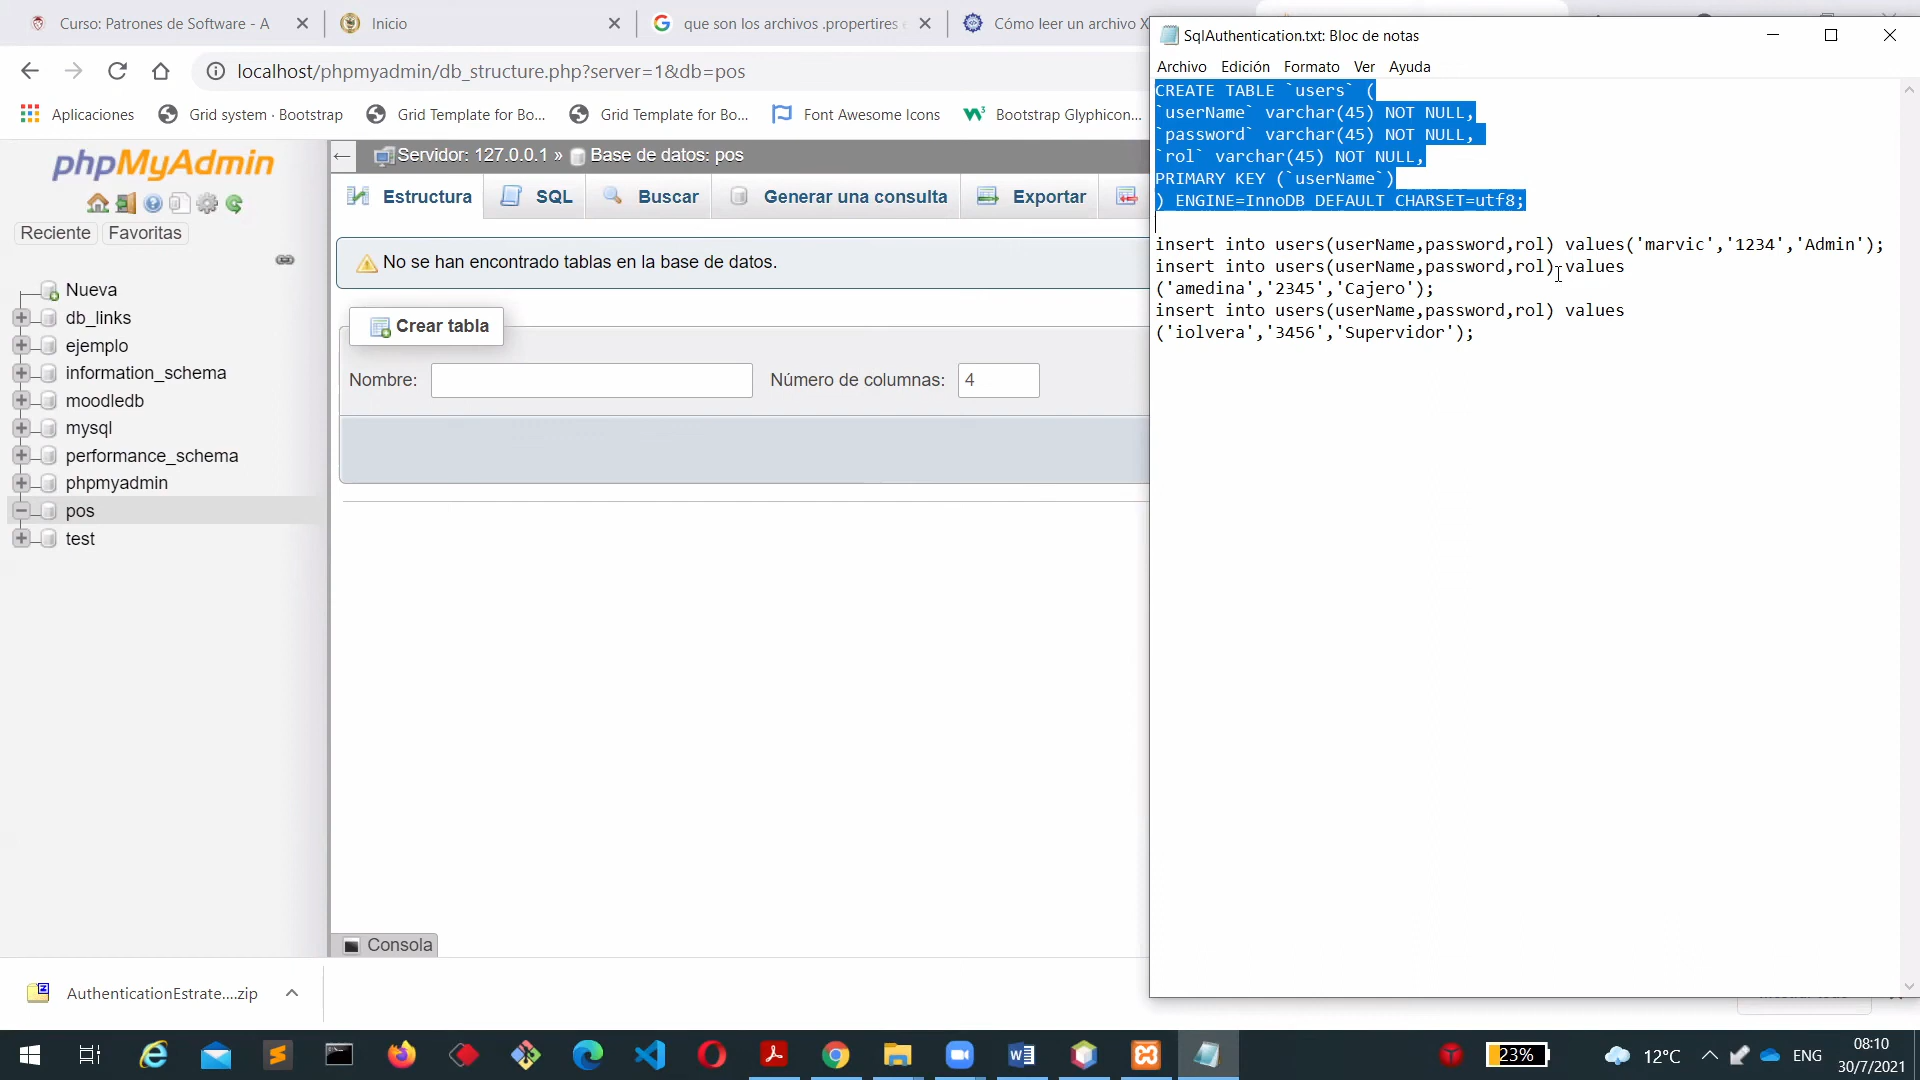 Curso: Patrones de Software - A
Inicio
que son los archivos .propertires e
Cómo leer un archivo X
localhost/phpmyadmin/db_structure.php?server=1&db=pos
Aplicaciones
Grid system · Bootstrap
Grid Template for Bo...
Grid Template for Bo...
Font Awesome Icons
Bootstrap Glyphicon...
phpMyAdmin
Reciente
Favoritas
Nueva
db_links
ejemplo
information_schema
moodledb
mysql
performance_schema
phpmyadmin
pos
test
Servidor: 127.0.0.1 » Base de datos: pos
Estructura
SQL
Buscar
Generar una consulta
Exportar
No se han encontrado tablas en la base de datos.
Crear tabla
Nombre:
Número de columnas: 4
Consola
SqlAuthentication.txt: Bloc de notas
Archivo Edición Formato Ver Ayuda
CREATE TABLE `users` (
`userName` varchar(45) NOT NULL,
`password` varchar(45) NOT NULL,
`rol` varchar(45) NOT NULL,
PRIMARY KEY (`userName`)
) ENGINE=InnoDB DEFAULT CHARSET=utf8;
insert into users(userName,password,rol) values('marvic','1234','Admin');
insert into users(userName,password,rol) values
('amedina','2345','Cajero');
insert into users(userName,password,rol) values
('iolvera','3456','Supervidor');
AuthenticationEstrate....zip
23%
12°C
ENG
08:10
30/7/2021